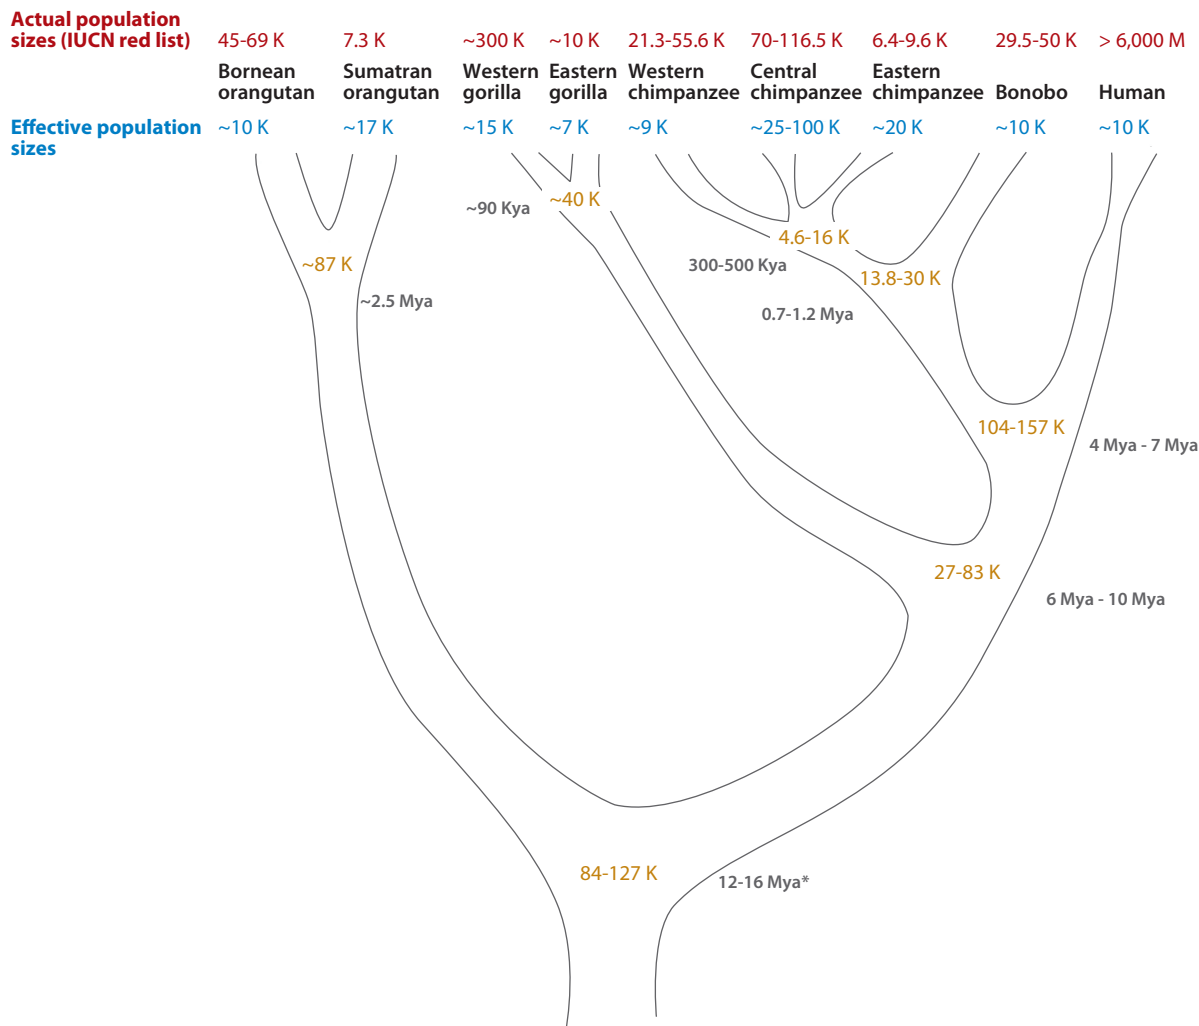 Actual population
sizes (IUCN red list) 45-69 K 7.3 K ~300 K ~10 K 21.3-55.6 K 70-116.5 K 6.4-9.6 K 29.5-50 K > 6,000 M
Bornean Sumatran Western Eastern Western Central Eastern
orangutan orangutan gorilla gorilla chimpanzee chimpanzee chimpanzee Bonobo Human
Effective population ~10 K ~17 K ~15 K ~7 K ~9 K ~25-100 K ~20 K ~10 K ~10 K
sizes
~90 Kya ~40 K
4.6-16 K
~87 K 300-500 Kya
13.8-30 K
~2.5 Mya
0.7-1.2 Mya
104-157 K
4 Mya - 7 Mya
27-83 K
6 Mya - 10 Mya
84-127 K
12-16 Mya*